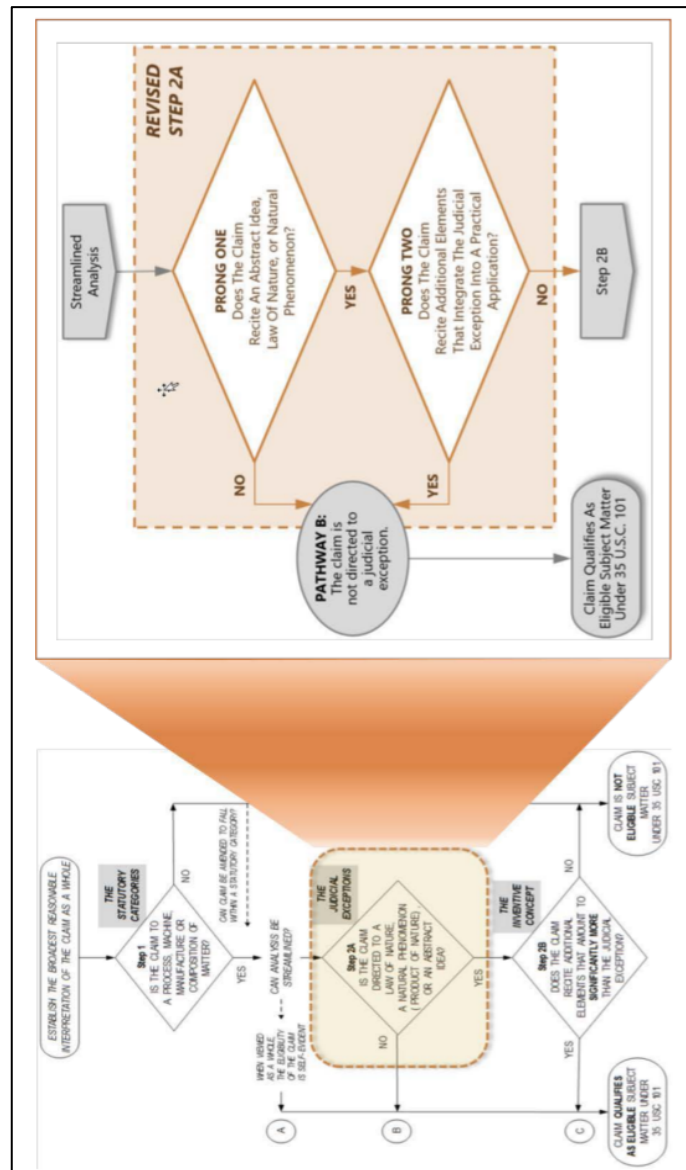 ESTABLISH THE BROADEST REASONABLE
INTERPRETATION OF THE CLAIM AS A WHOLE
THE
STATUTORY
CATEGORIES
Step 1
IS THE CLAIM TO
A PROCESS, MACHINE,
MANUFACTURE OR
COMPOSITION OF
MATTER?
NO
YES
CAN CLAIM BE AMENDED TO FALL
WITHIN A STATUTORY CATEGORY?
WHEN VIEWED
AS A WHOLE,
THE ELIGIBILITY
OF THE CLAIM
IS SELF-EVIDENT
CAN ANALYSIS BE
STREAMLINED?
A
THE
JUDICIAL
EXCEPTIONS
Step 2A
IS THE CLAIM
DIRECTED TO A
LAW OF NATURE,
A NATURAL PHENOMENON
(PRODUCT OF NATURE),
OR AN ABSTRACT
IDEA?
NO
B
YES
THE
INVENTIVE
CONCEPT
Step 2B
DOES THE CLAIM
RECITE ADDITIONAL
ELEMENTS THAT AMOUNT TO
SIGNIFICANTLY MORE
THAN THE JUDICIAL
EXCEPTION?
YES
NO
C
CLAIM QUALIFIES
AS ELIGIBLE SUBJECT
MATTER UNDER
35 USC 101
CLAIM IS NOT
ELIGIBLE SUBJECT
MATTER
UNDER 35 USC 101
REVISED
STEP 2A
Streamlined
Analysis
PRONG ONE
Does The Claim
Recite An Abstract Idea,
Law Of Nature, or Natural
Phenomenon?
NO
YES
PRONG TWO
Does The Claim
Recite Additional Elements
That Integrate The Judicial
Exception Into A Practical
Application?
YES
NO
PATHWAY B:
The claim is
not directed to
a judicial
exception.
Claim Qualifies As
Eligible Subject Matter
Under 35 U.S.C. 101
Step 2B